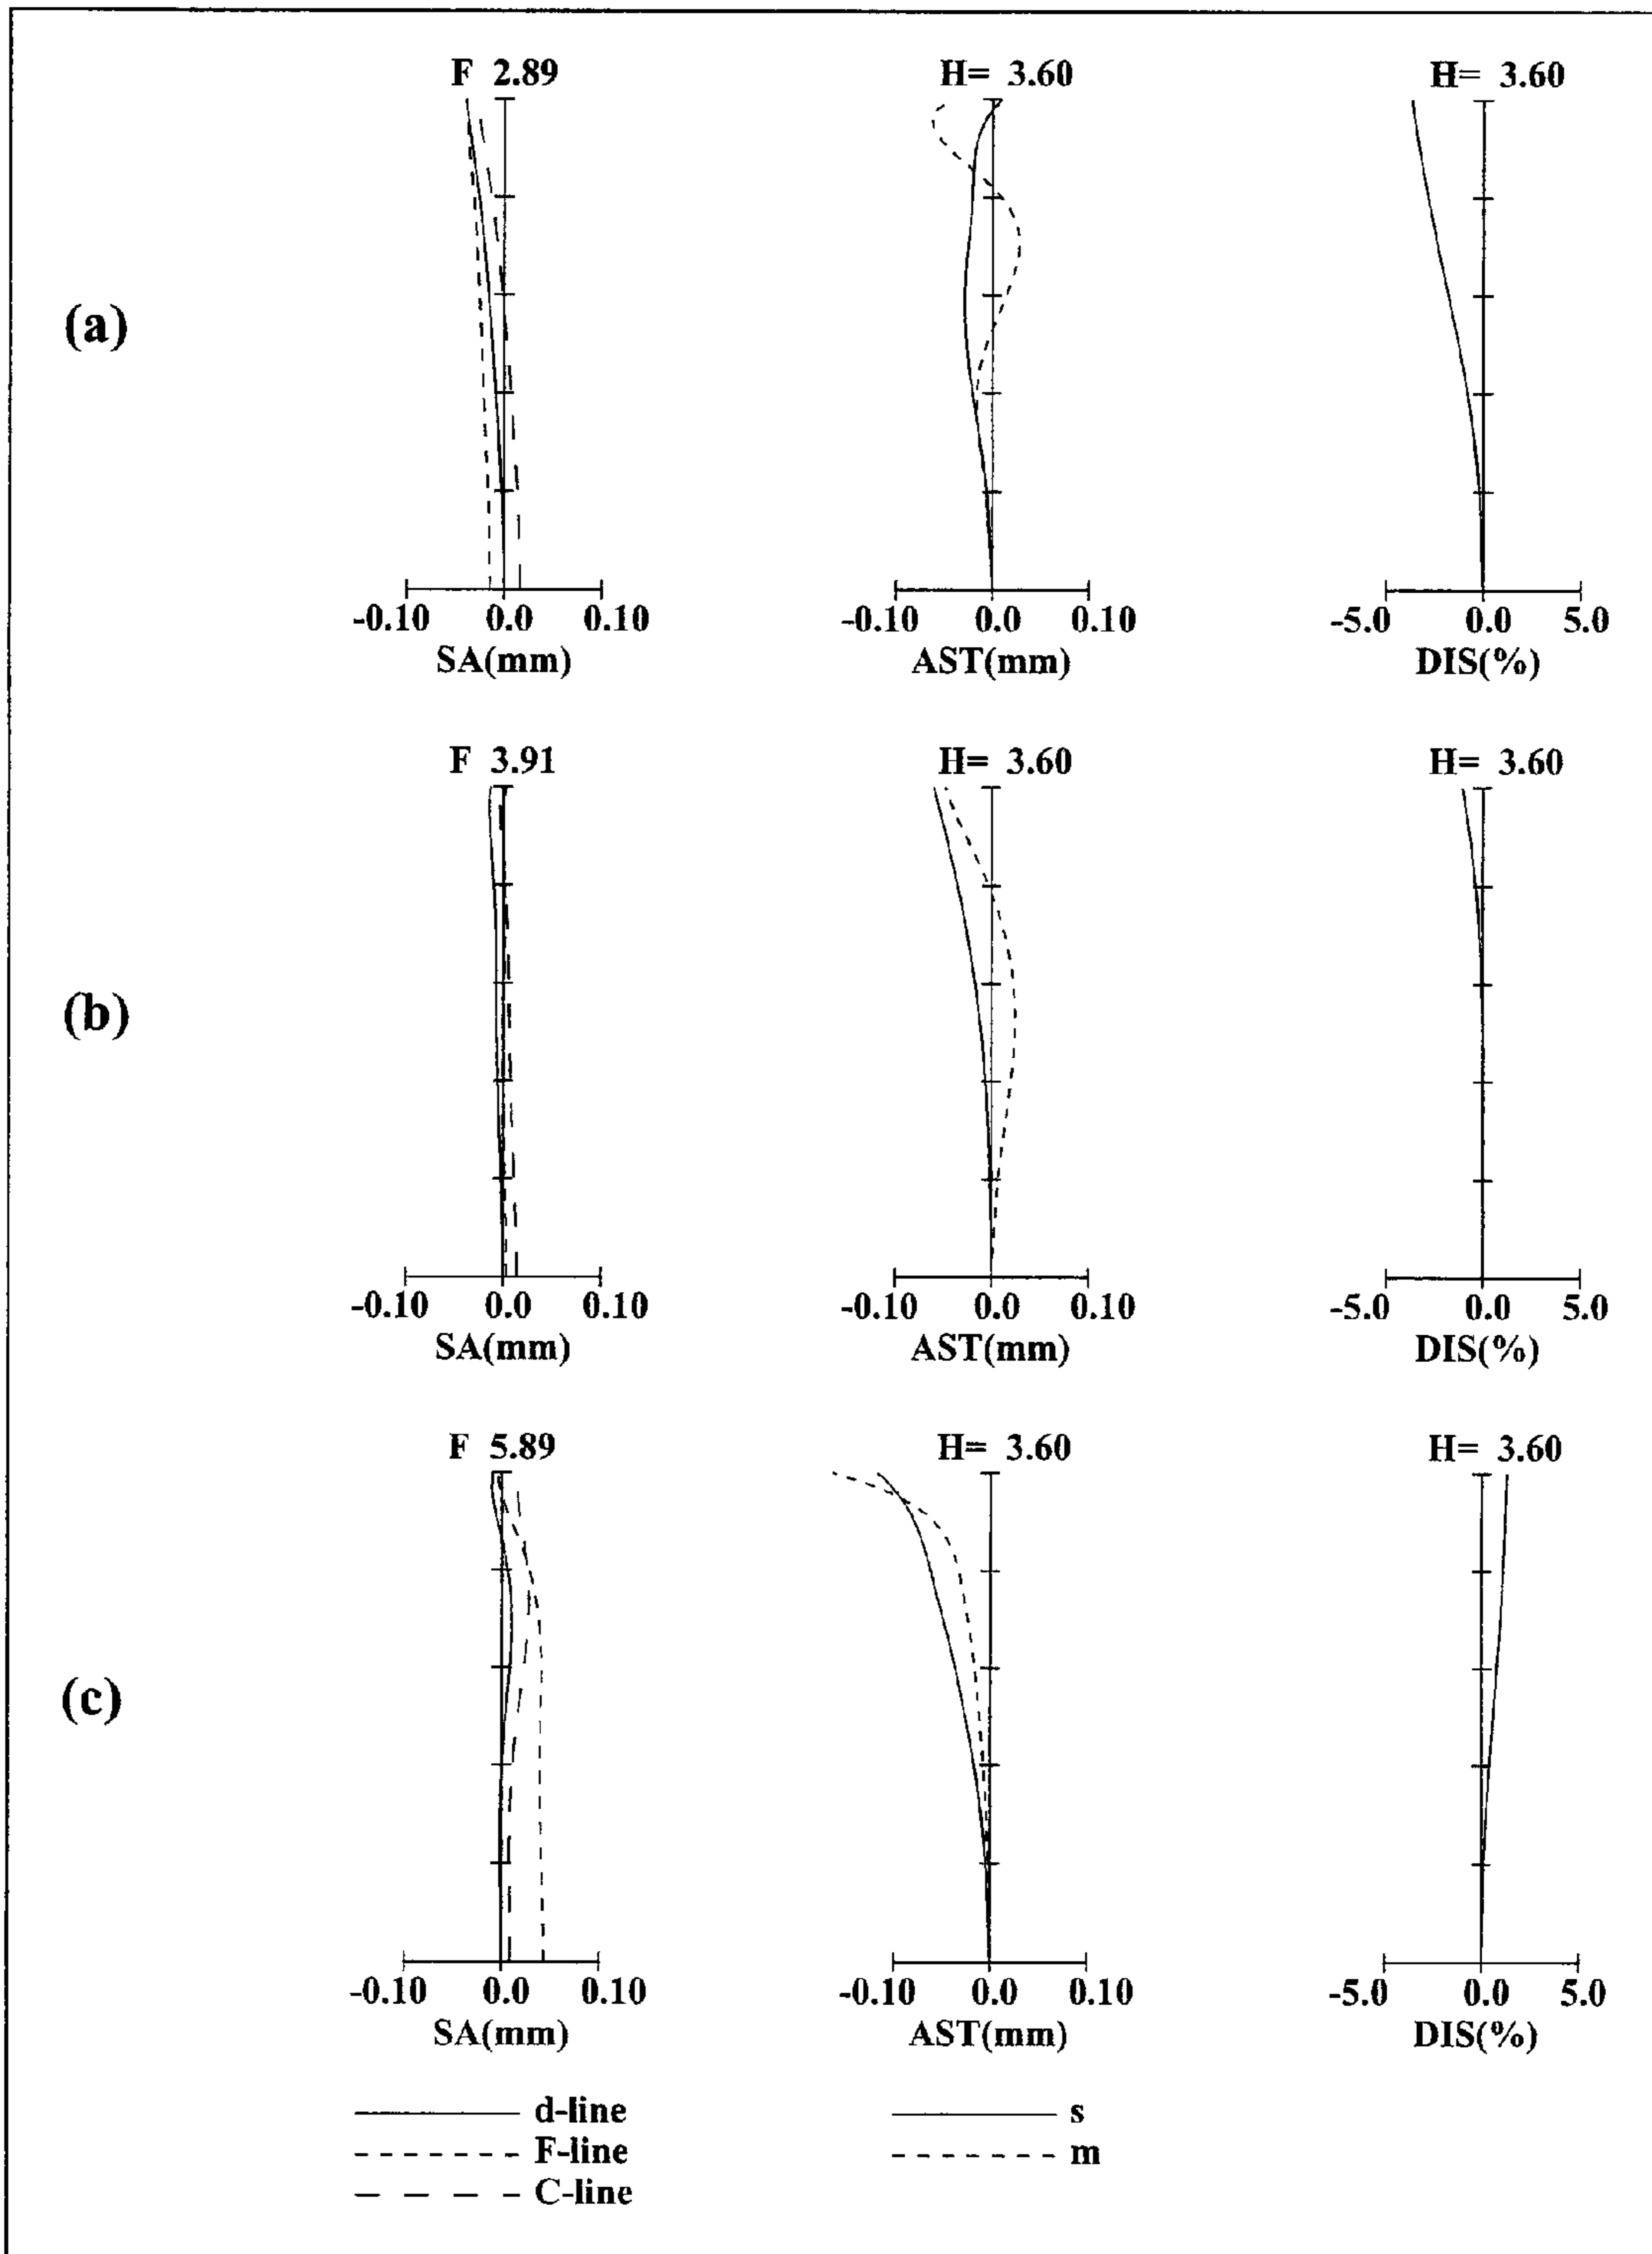 F 2.89 H= 3.60 H= 3.60
(a)
-0.10 0.0 0.10 -0.10 0.0 0.10 -5.0 0.0 5.0
SA(mm) AST(mm) DIS(%)
F 3.91 H= 3.60 H= 3.60
(b)
-0.10 0.0 0.10 -0.10 0.0 0.10 -5.0 0.0 5.0
SA(mm) AST(mm) DIS(%)
F 5.89 H= 3.60 H= 3.60
(c)
-0.10 0.0 0.10 -0.10 0.0 0.10 -5.0 0.0 5.0
SA(mm) AST(mm) DIS(%)
d-line s
F-line m
C-line